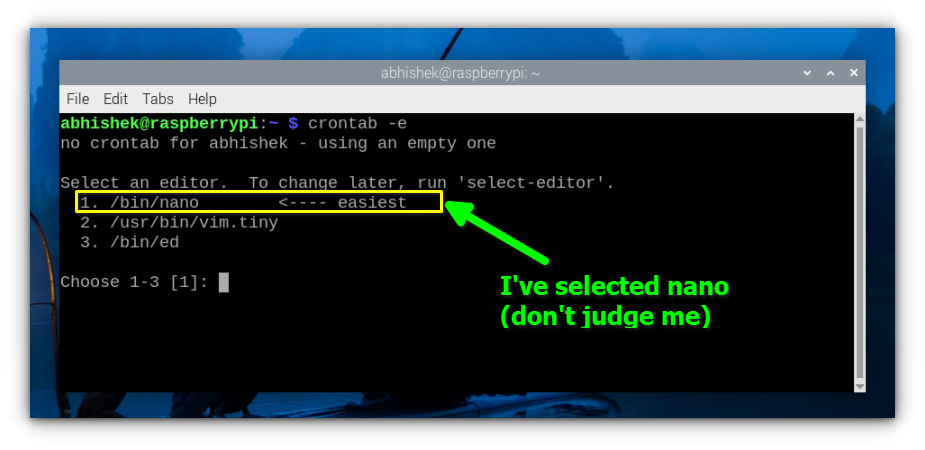 abhishek@raspberrypi: ~
File Edit Tabs Help
abhishek@raspberrypi:~ $ crontab -e
no crontab for abhishek - using an empty one
Select an editor.  To change later, run 'select-editor'.
  1. /bin/nano        <---- easiest
  2. /usr/bin/vim.tiny
  3. /bin/ed
Choose 1-3 [1]:
I've selected nano
(don't judge me)